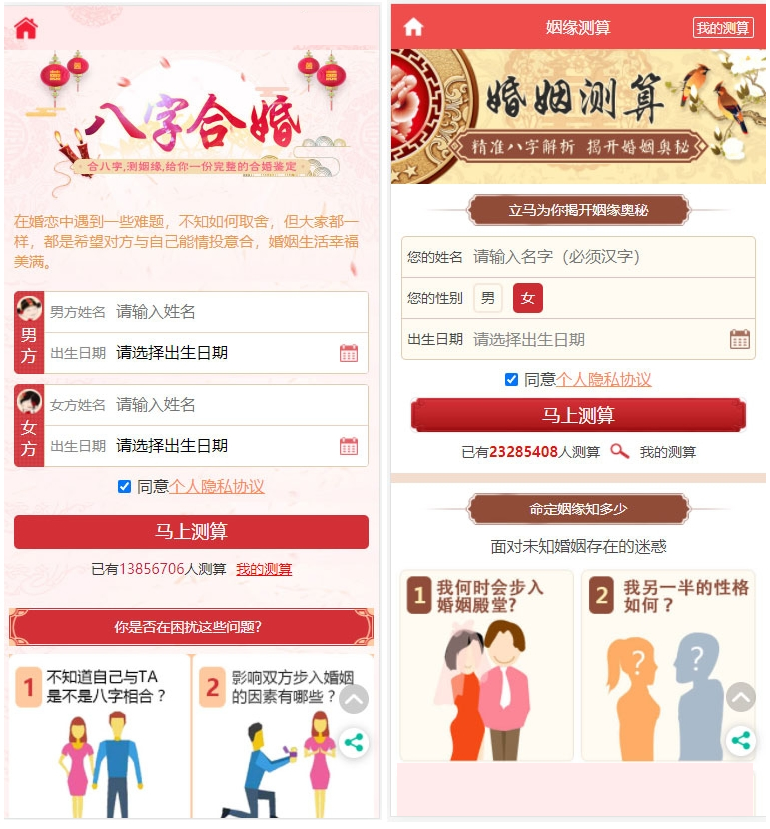 八字合婚
合八字,测姻缘,给你一份完整的合婚鉴定
在婚恋中遇到一些难题，不知如何取舍，但大家都一
样，都是希望对方与自己能情投意合，婚姻生活幸福
美满。
男方
男方姓名 请输入姓名
出生日期 请选择出生日期
女方
女方姓名 请输入姓名
出生日期 请选择出生日期
同意个人隐私协议
马上测算
已有13856706人测算 我的测算
你是否在困扰这些问题？
1 不知道自己与TA
是不是八字相合？
2 影响双方步入婚姻
的因素有哪些？
姻缘测算
我的测算
婚姻测算
精准八字解析 揭开婚姻奥秘
立马为你揭开姻缘奥秘
您的姓名 请输入名字（必须汉字）
您的性别 男 女
出生日期 请选择出生日期
同意个人隐私协议
马上测算
已有23285408人测算 我的测算
命定姻缘知多少
面对未知婚姻存在的迷惑
1 我何时会步入
婚姻殿堂?
2 我另一半的性格
如何？
? ?